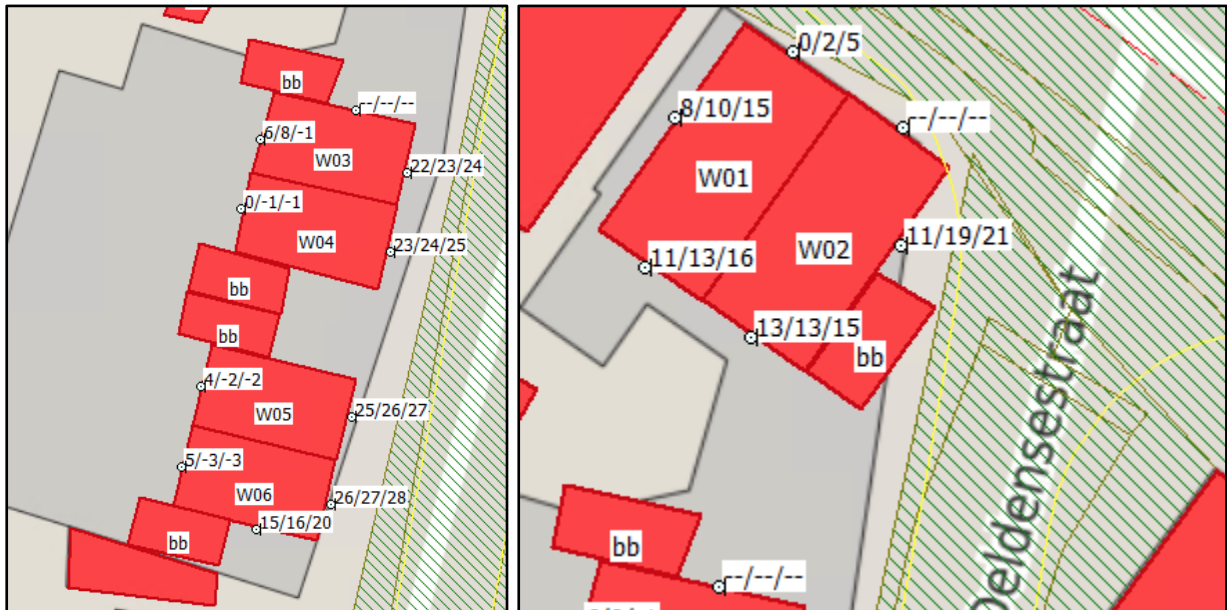 bb
--/--/--
6/8/-1
W03
22/23/24
0/-1/-1
W04
23/24/25
bb
bb
4/-2/-2
W05
25/26/27
5/-3/-3
W06
26/27/28
15/16/20
bb
0/2/5
8/10/15
--/--/--
W01
W02
11/19/21
11/13/16
13/13/15
bb
Deldensestraat
bb
--/--/--